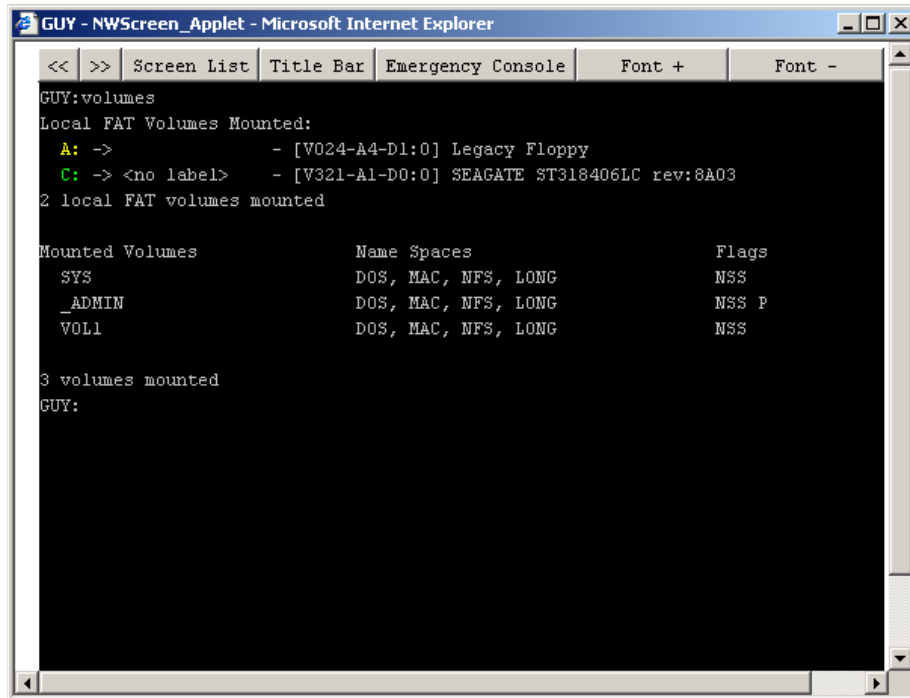 GUY - NWScreen_Applet - Microsoft Internet Explorer
<< >> Screen List Title Bar Emergency Console Font + Font -
GUY:volumes
Local FAT Volumes Mounted:
A: -> - [V024-A4-D1:0] Legacy Floppy
C: -> <no label> - [V321-A1-D0:0] SEAGATE ST318406LC rev:8A03
2 local FAT volumes mounted
Mounted Volumes Name Spaces Flags
SYS DOS, MAC, NFS, LONG NSS
_ADMIN DOS, MAC, NFS, LONG NSS P
VOL1 DOS, MAC, NFS, LONG NSS
3 volumes mounted
GUY: